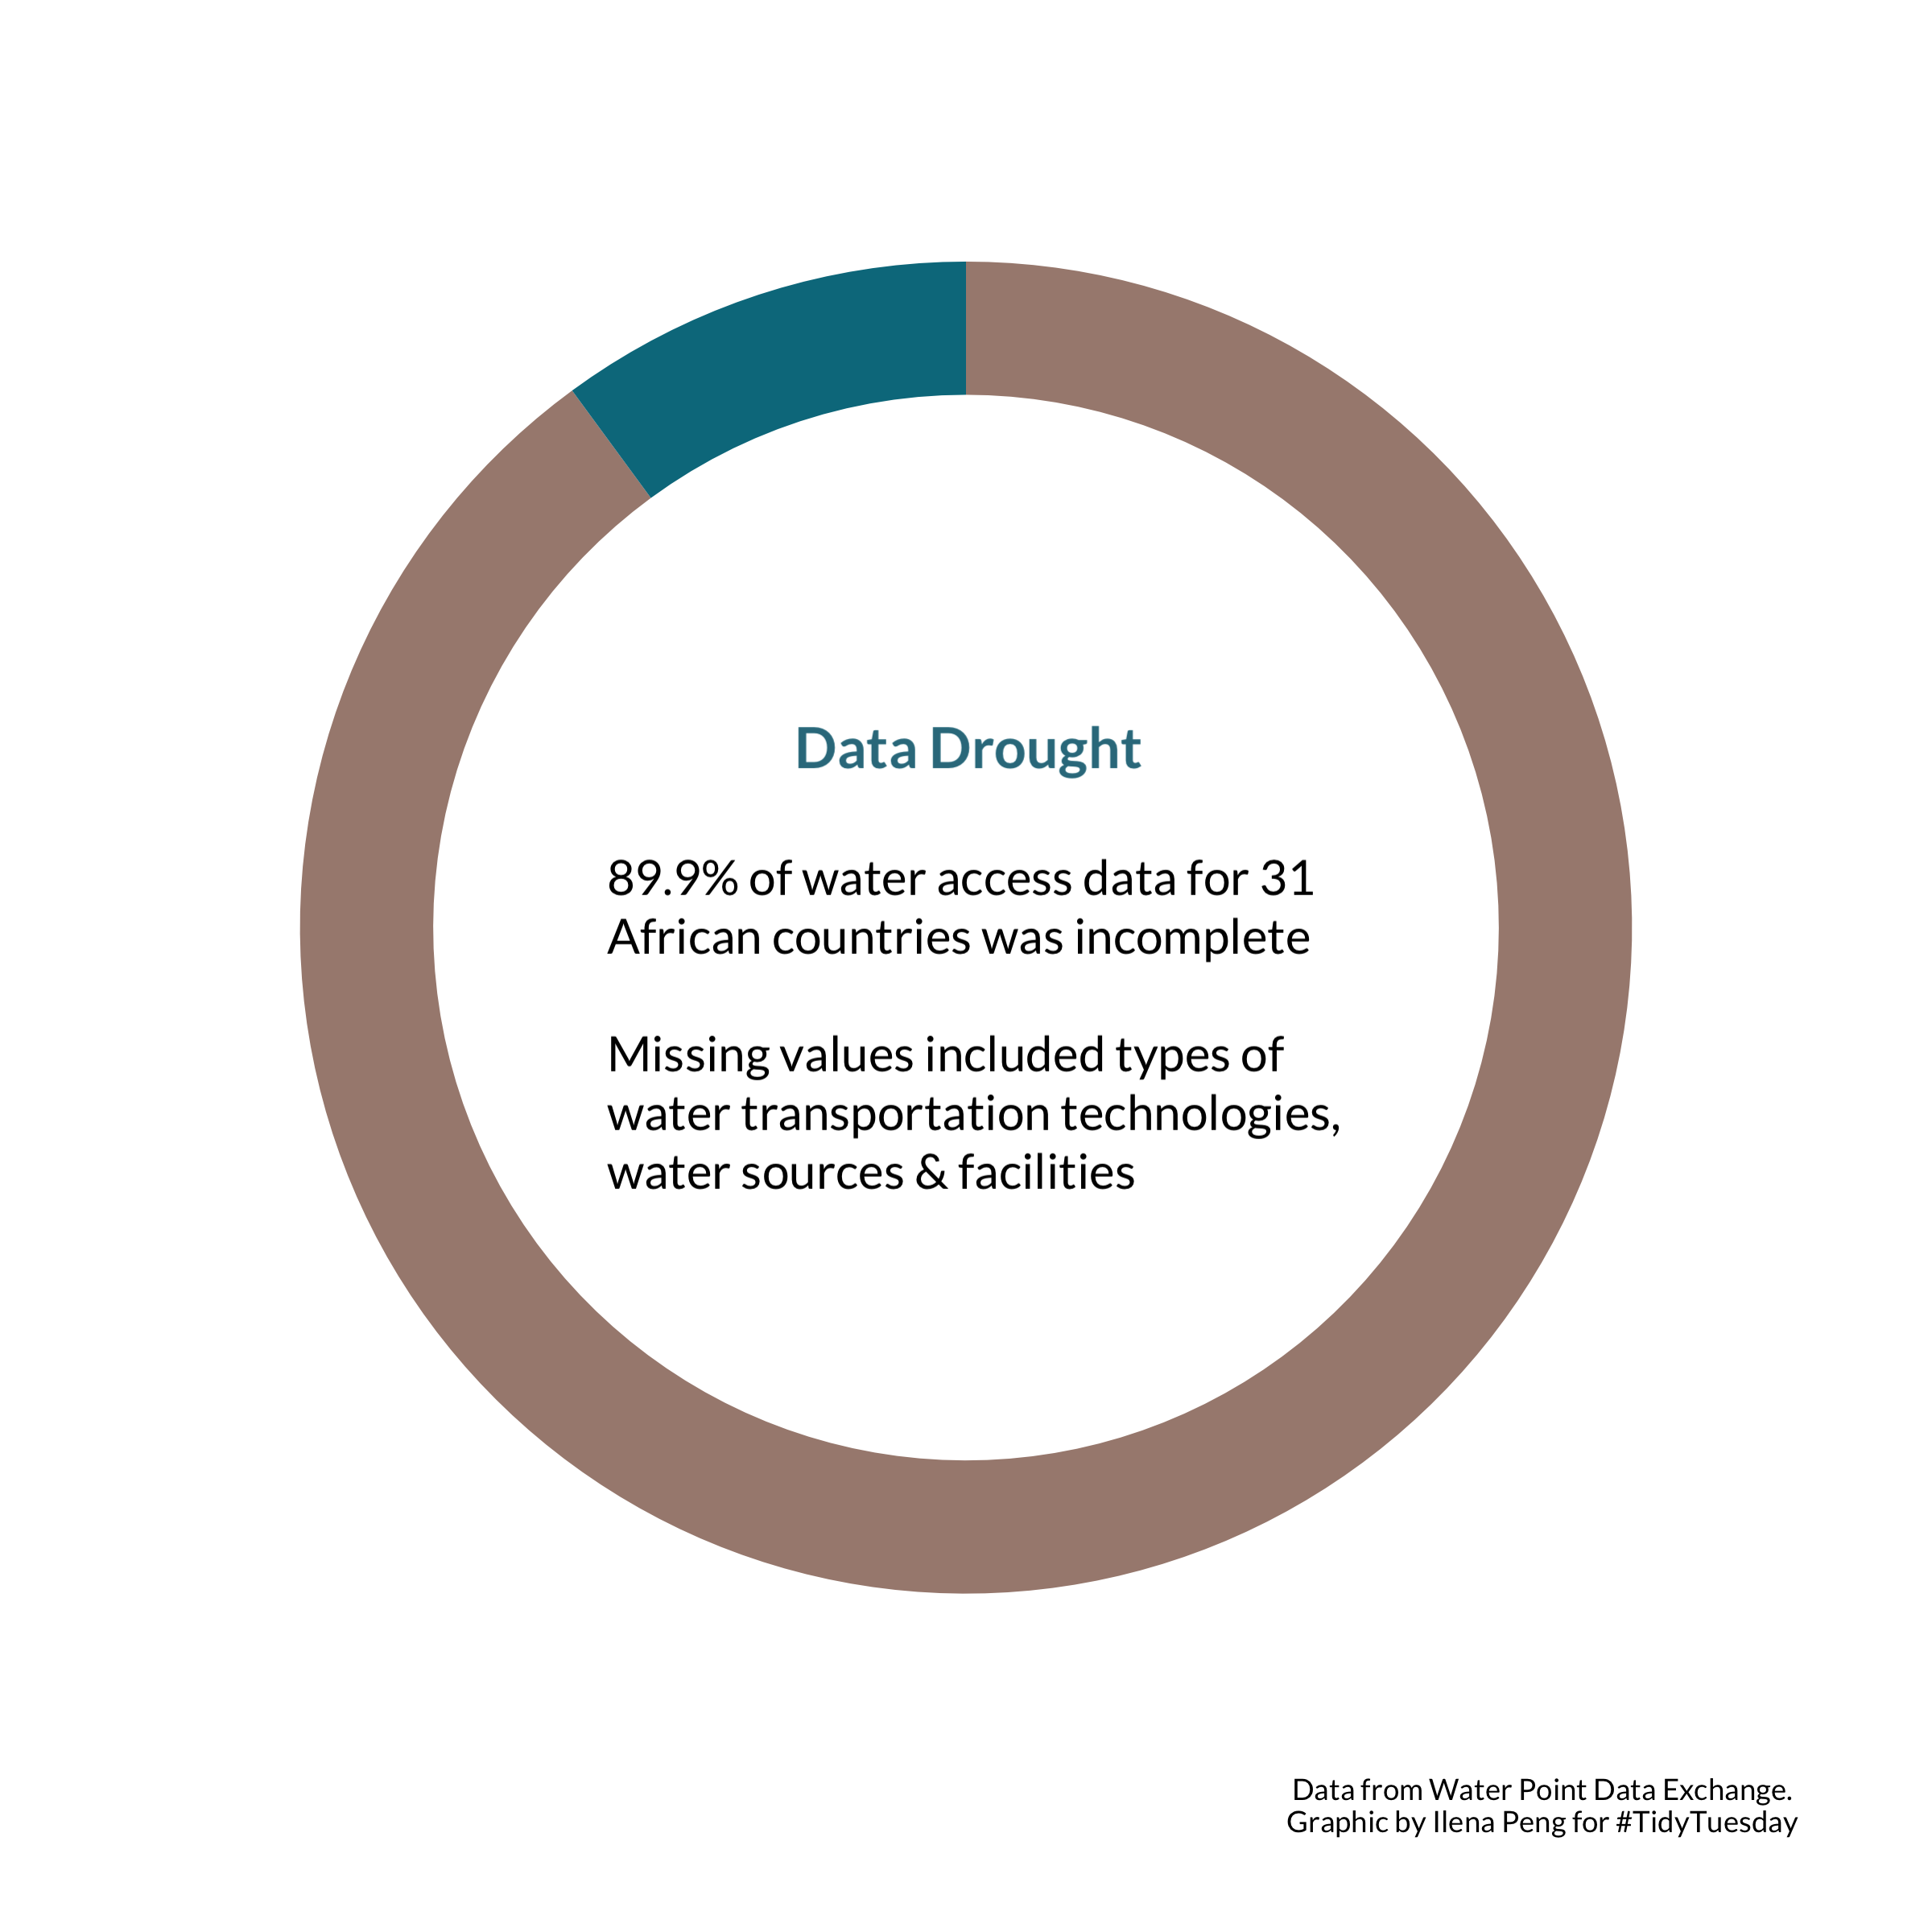 Data Drought
89.9% of water access data for 31
African countries was incomplete
Missing values included types of
water transportation technologies,
water sources & facilities
Data from Water Point Data Exchange.
Graphic by Ilena Peng for #TidyTuesday